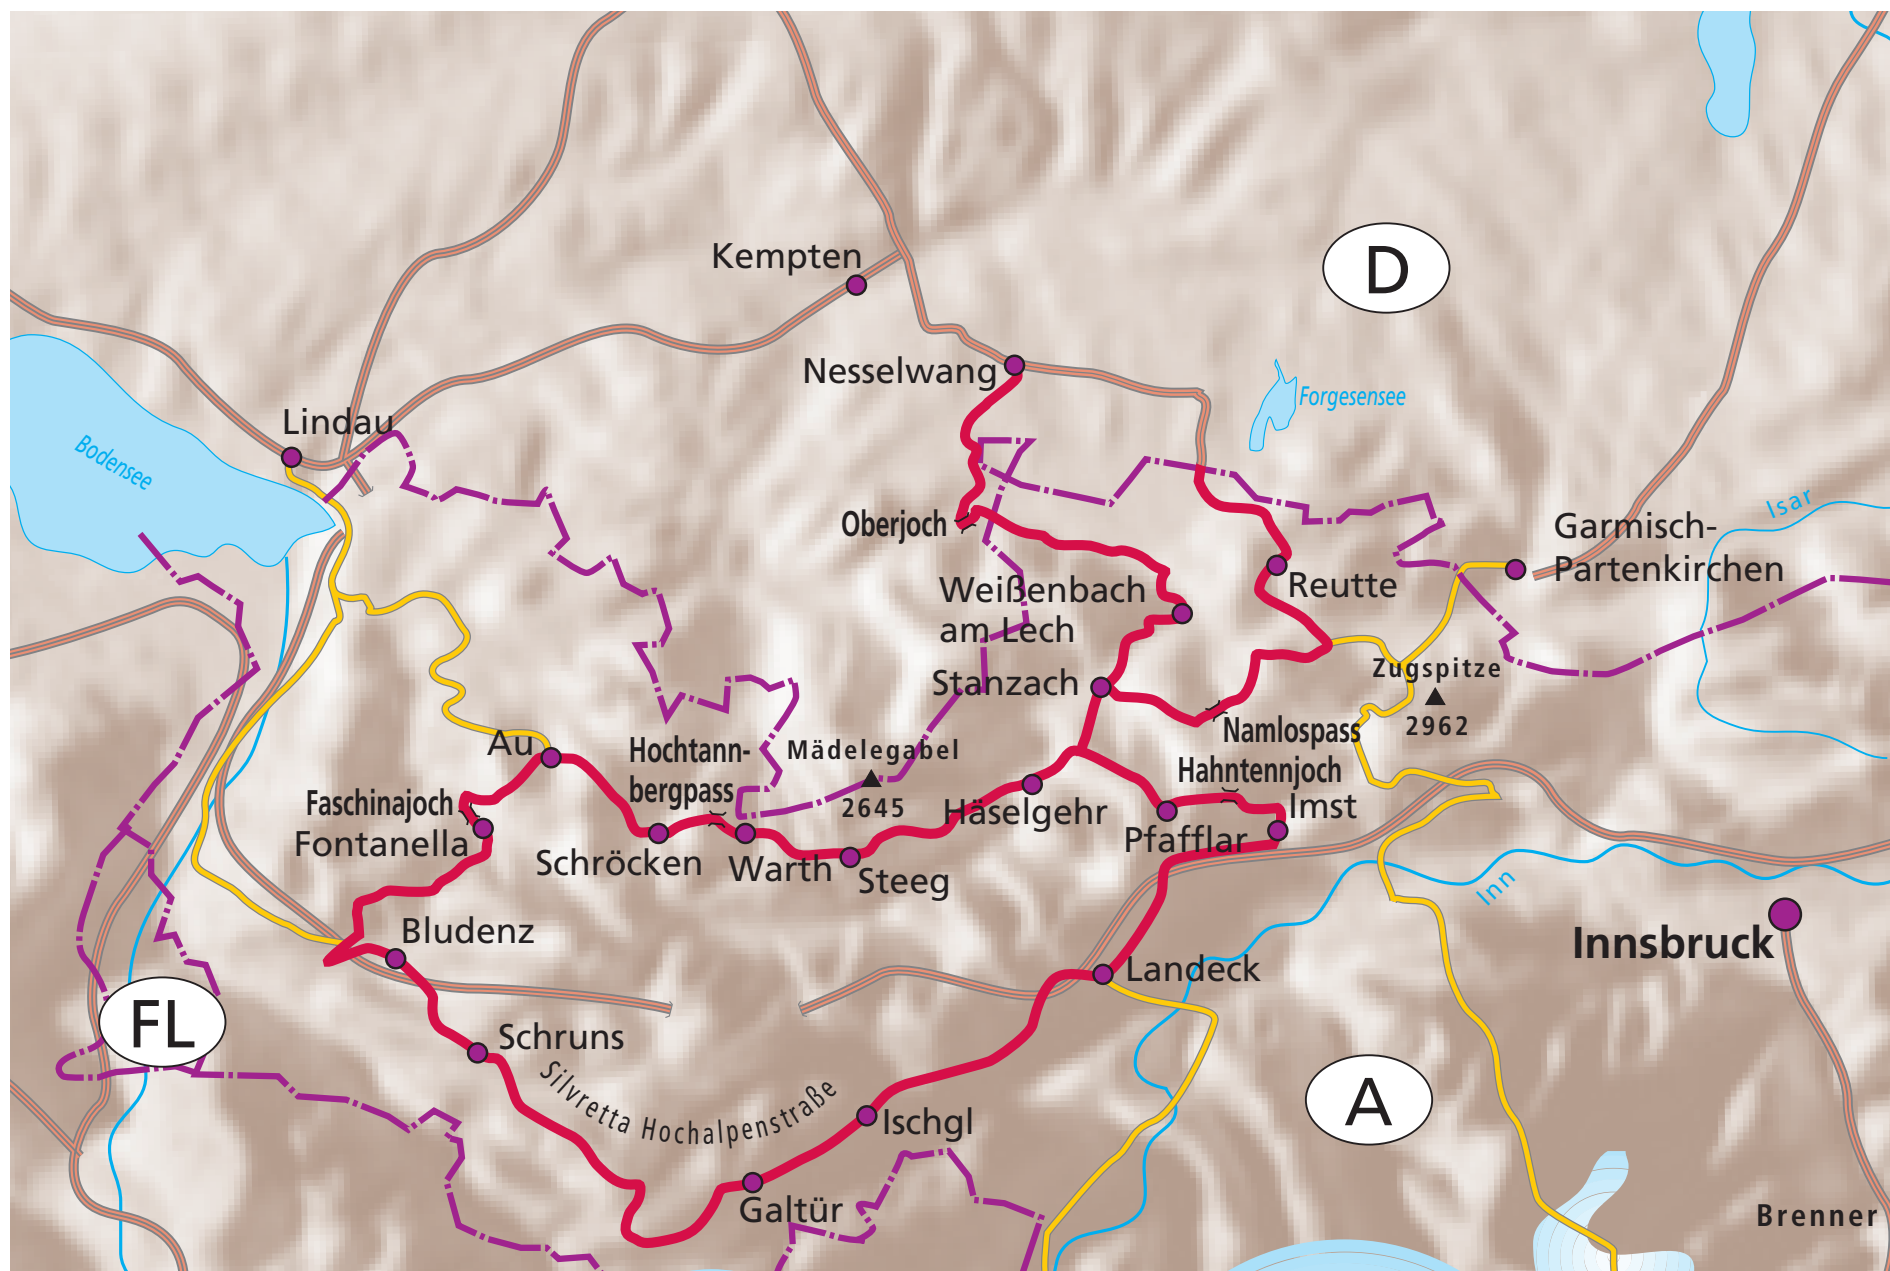 D
Kempten
Nesselwang
Forgesensee
Lindau
Bodensee
Isar
Oberjoch
Garmisch-
Partenkirchen
Weißenbach
am Lech
Reutte
Stanzach
Zugspitze
2962
Namlospass
Au
Hochtann-
bergpass
Mädelegabel
2645
Hahntennjoch
Imst
Faschinajoch
Fontanella
Häselgehr
Pfafflar
Schröcken
Warth
Steeg
Inn
Bludenz
Innsbruck
Landeck
FL
Schruns
Silvretta Hochalpenstraße
A
Ischgl
Galtür
Brenner